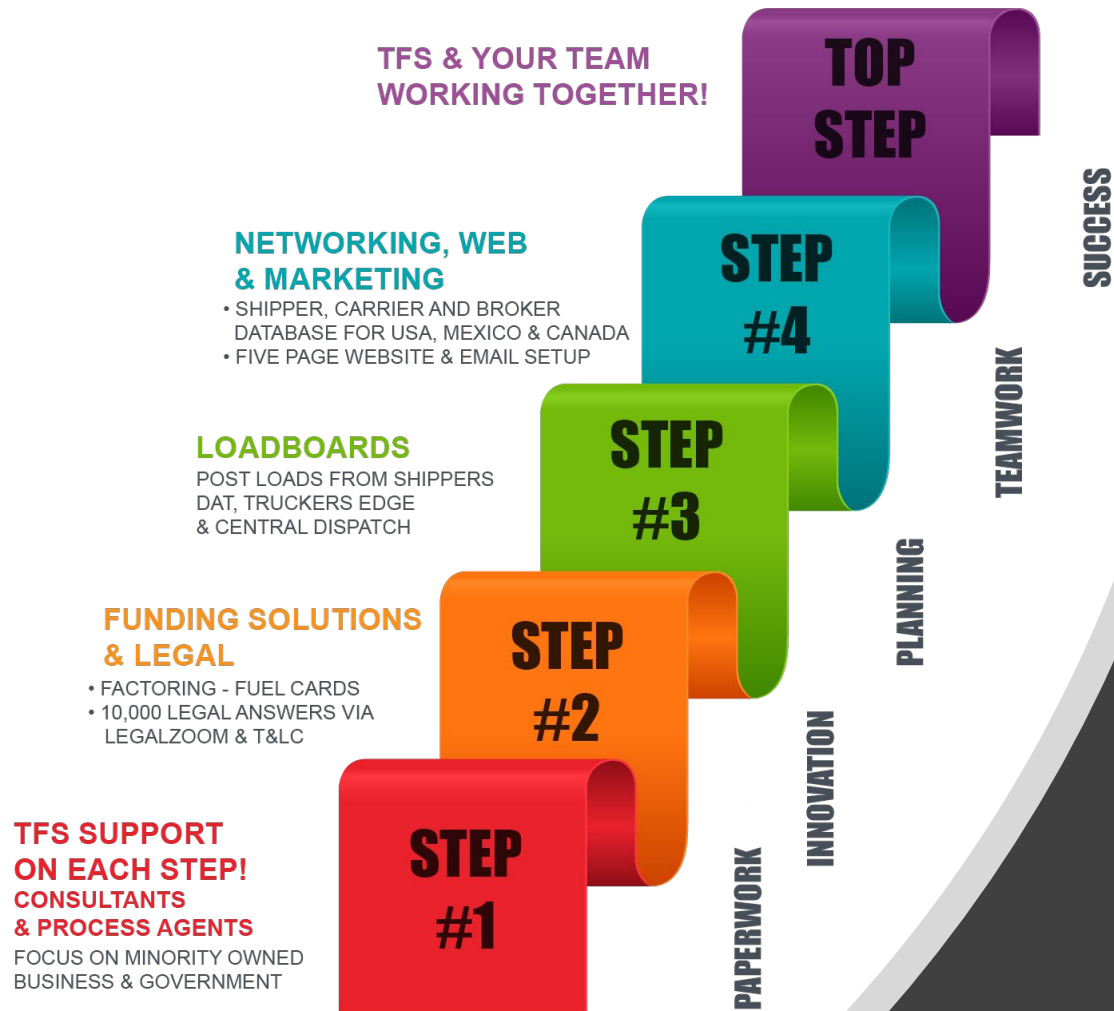 TFS & YOUR TEAM
WORKING TOGETHER!
TOP
STEP
SUCCESS
NETWORKING, WEB
& MARKETING
• SHIPPER, CARRIER AND BROKER
DATABASE FOR USA, MEXICO & CANADA
• FIVE PAGE WEBSITE & EMAIL SETUP
STEP
#4
TEAMWORK
LOADBOARDS
POST LOADS FROM SHIPPERS
DAT, TRUCKERS EDGE
& CENTRAL DISPATCH
STEP
#3
PLANNING
FUNDING SOLUTIONS
& LEGAL
• FACTORING - FUEL CARDS
• 10,000 LEGAL ANSWERS VIA
LEGALZOOM & T&LC
STEP
#2
INNOVATION
TFS SUPPORT
ON EACH STEP!
CONSULTANTS
& PROCESS AGENTS
FOCUS ON MINORITY OWNED
BUSINESS & GOVERNMENT
STEP
#1
PAPERWORK